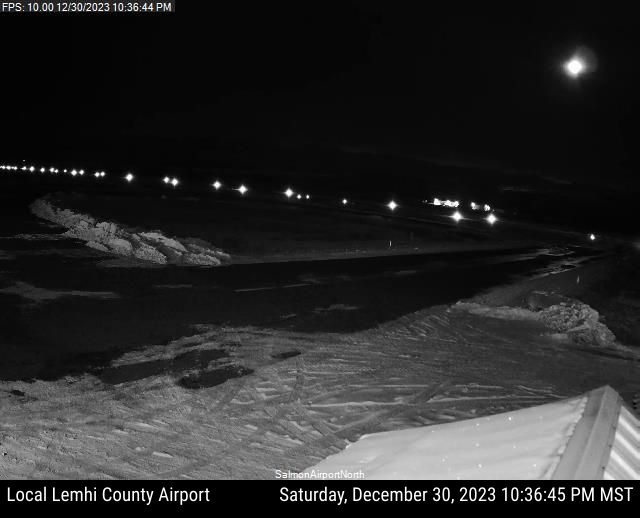 FPS: 10.00 12/30/2023 10:36:44 PM
SalmonAirportNorth
Local Lemhi County Airport Saturday, December 30, 2023 10:36:45 PM MST